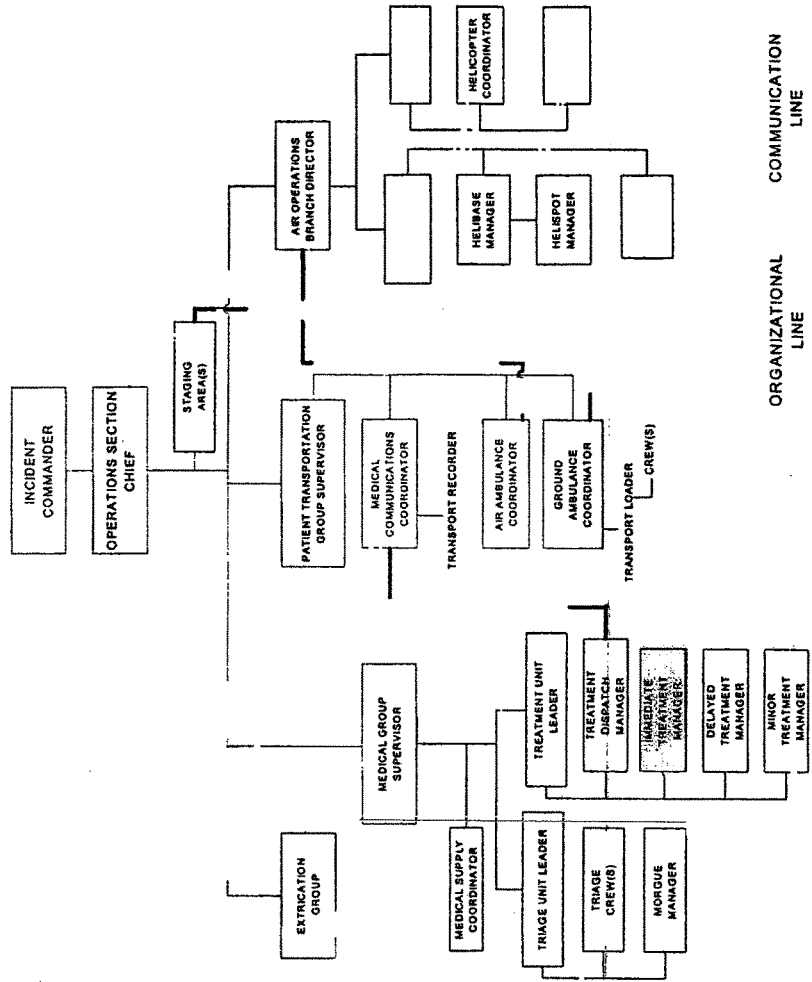 INCIDENT
COMMANDER
OPERATIONS SECTION
CHIEF
STAGING
AREA(S)
EXTRICATION
GROUP
MEDICAL GROUP
SUPERVISOR
MEDICAL SUPPLY
COORDINATOR
TRIAGE UNIT LEADER
TRIAGE
CREW(S)
MORGUE
MANAGER
TREATMENT UNIT
LEADER
TREATMENT
DISPATCH
MANAGER
IMMEDIATE
TREATMENT
MANAGER
DELAYED
TREATMENT
MANAGER
MINOR
TREATMENT
MANAGER
PATIENT TRANSPORTATION
GROUP SUPERVISOR
MEDICAL
COMMUNICATIONS
COORDINATOR
TRANSPORT RECORDER
AIR AMBULANCE
COORDINATOR
GROUND
AMBULANCE
COORDINATOR
TRANSPORT LOADER
CREW(S)
AIR OPERATIONS
BRANCH DIRECTOR
HELIBASE
MANAGER
HELISPOT
MANAGER
HELICOPTER
COORDINATOR
ORGANIZATIONAL
LINE
COMMUNICATION
LINE